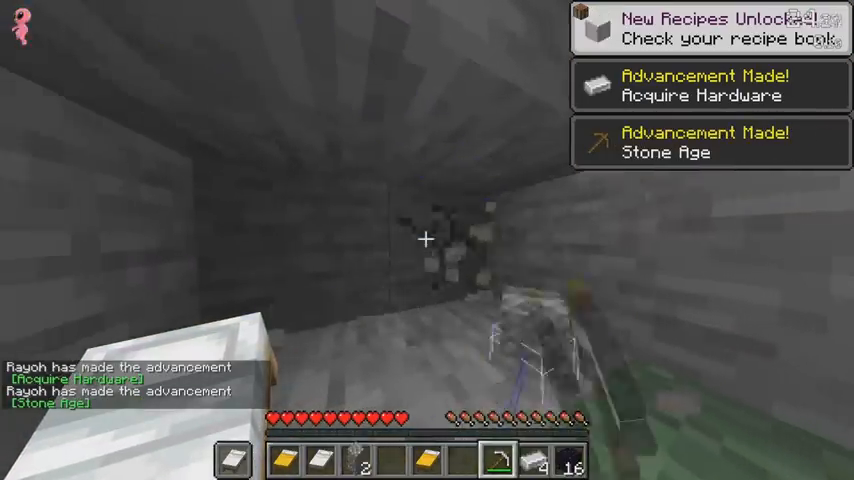 New Recipes Unlocked!
Check your recipe book
Advancement Made!
Acquire Hardware
Advancement Made!
Stone Age
Rayoh has made the advancement
[Acquire Hardware]
Rayoh has made the advancement
[Stone Age]
2
4
16